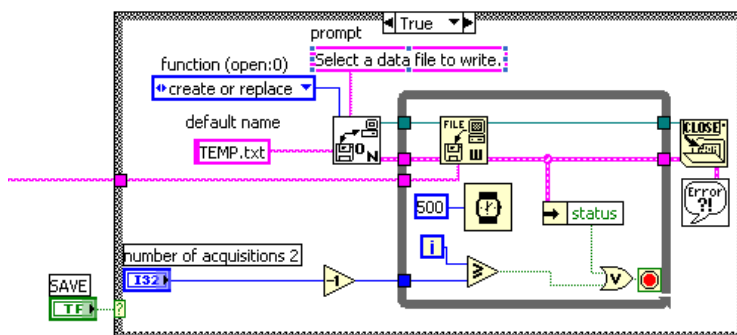 True
prompt
Select a data file to write.
function (open:0)
create or replace
default name
TEMP.txt
O
N
FILE
W
CLOSE
Error
?!
500
status
i
number of acquisitions 2
I32
-1
≥
V
SAVE
TF
?